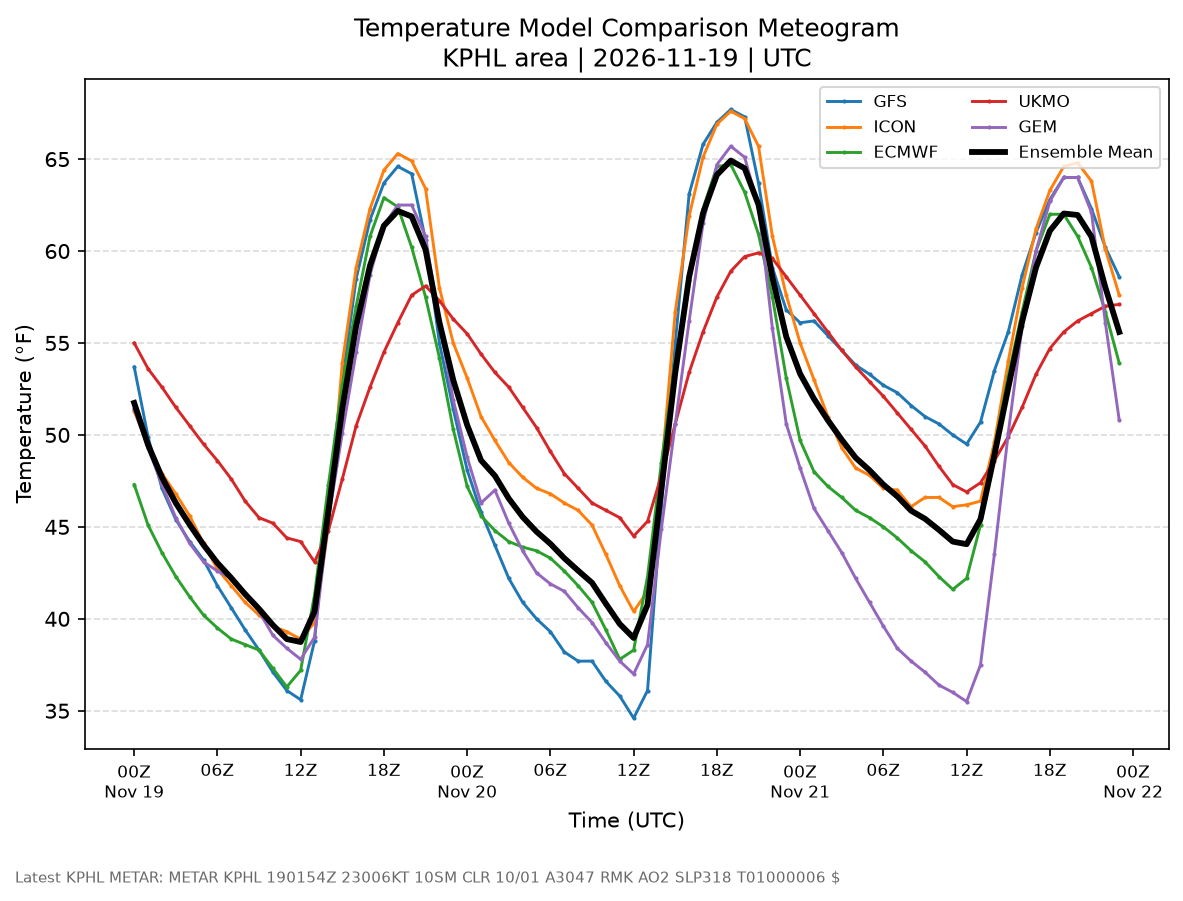 Temperature Model Comparison Meteogram
KPHL area | 2026-11-19 | UTC
GFS
ICON
ECMWF
UKMO
GEM
Ensemble Mean
Temperature (°F)
65
60
55
50
45
40
35
00Z
Nov 19
06Z
12Z
18Z
00Z
Nov 20
06Z
12Z
18Z
00Z
Nov 21
06Z
12Z
18Z
00Z
Nov 22
Time (UTC)
Latest KPHL METAR: METAR KPHL 190154Z 23006KT 10SM CLR 10/01 A3047 RMK AO2 SLP318 T01000006 $